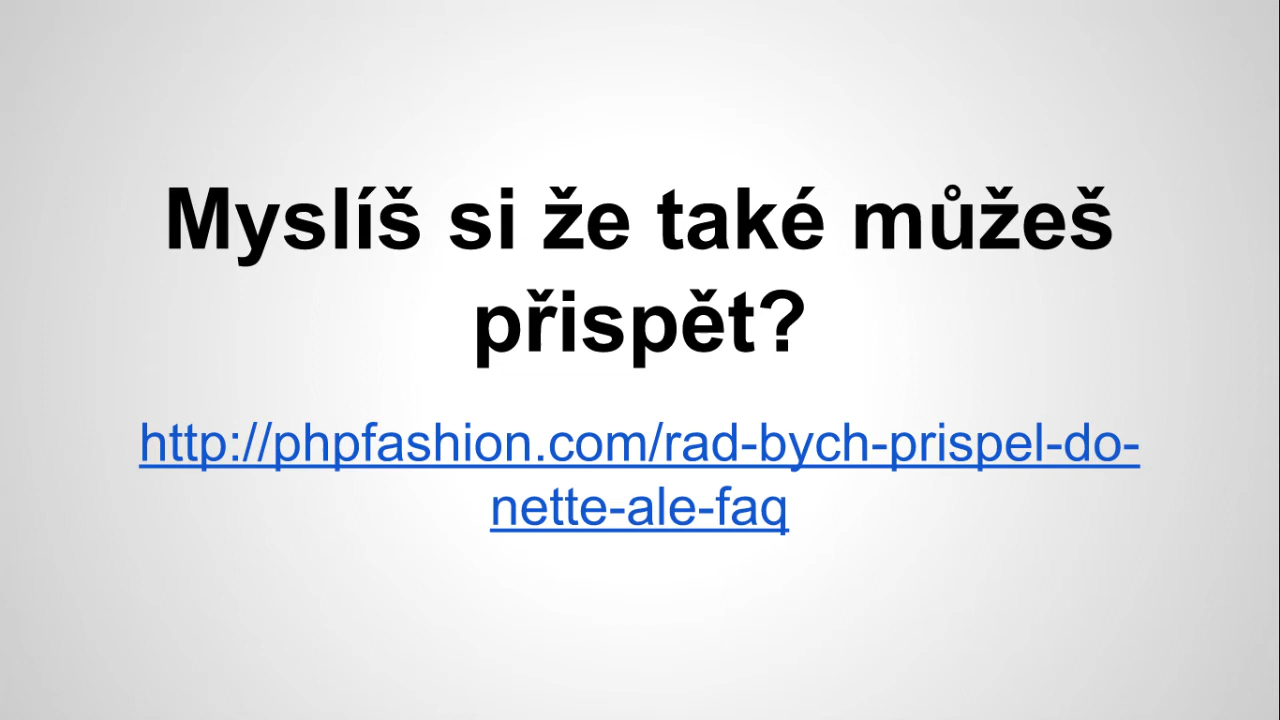 Myslíš si že také můžeš
přispět?
http://phpfashion.com/rad-bych-prispel-do-
nette-ale-faq